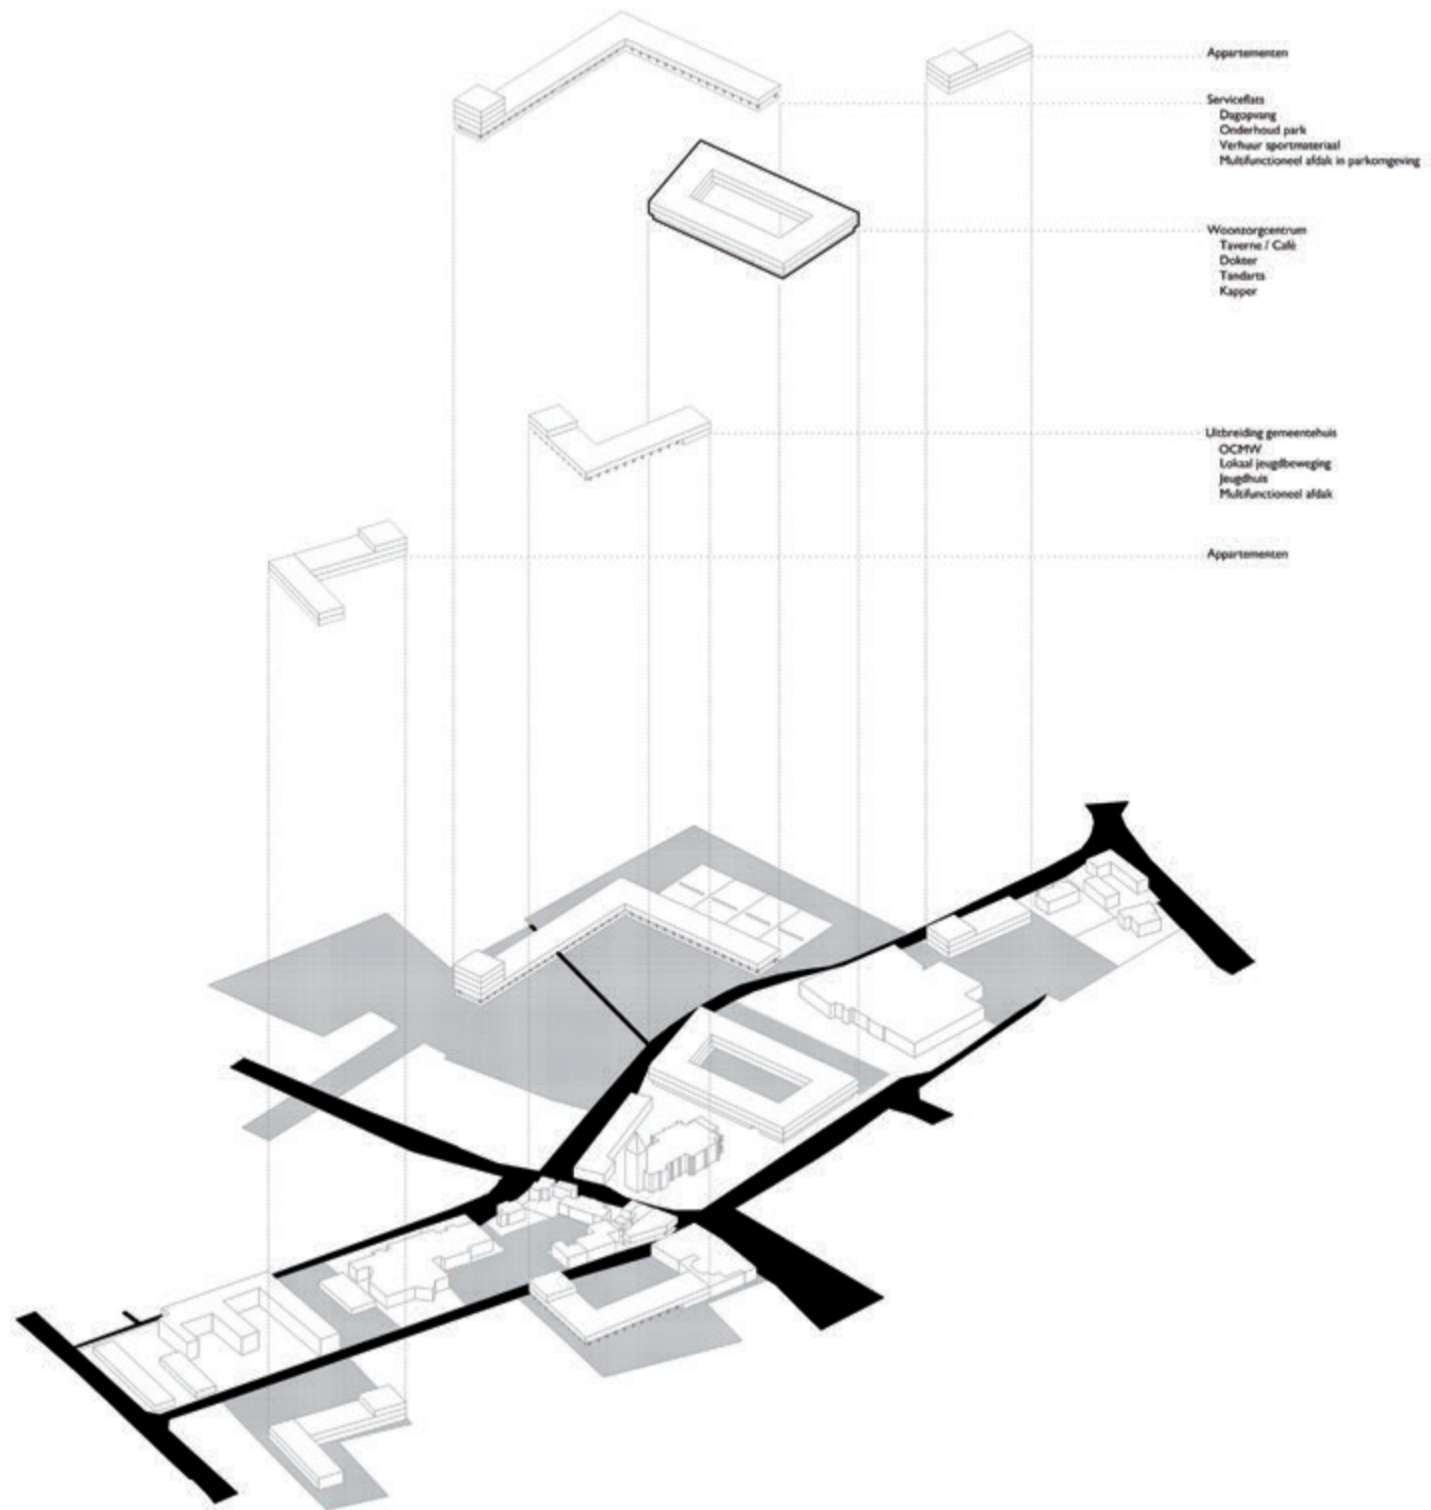 Appartementen
Serviceflats
Dagopvang
Onderhoud park
Verhuur sportmateriaal
Multifunctioneel afdak in parkomgeving
Woonzorgcentrum
Taverne / Café
Dokter
Tandarts
Kapper
Uitbreiding gemeentehuis
OCMW
Lokaal jeugdbeweging
Jeugdhuis
Multifunctioneel afdak
Appartementen